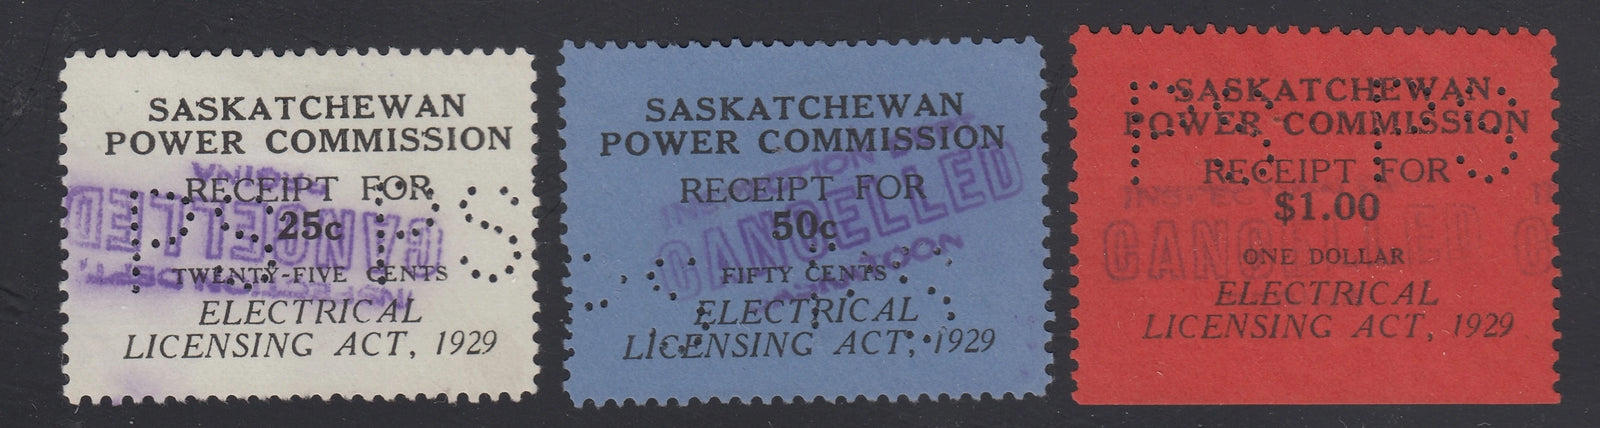 SASKATCHEWAN
POWER COMMISSION
RECEIPT FOR
25c
TWENTY-FIVE CENTS
ELECTRICAL
LICENSING ACT, 1929
CANCELLED
SASKATCHEWAN
POWER COMMISSION
RECEIPT FOR
50c
FIFTY CENTS
ELECTRICAL
LICENSING ACT, 1929
CANCELLED
SASKATCHEWAN
POWER COMMISSION
RECEIPT FOR
$1.00
ONE DOLLAR
ELECTRICAL
LICENSING ACT, 1929
CANCELLED